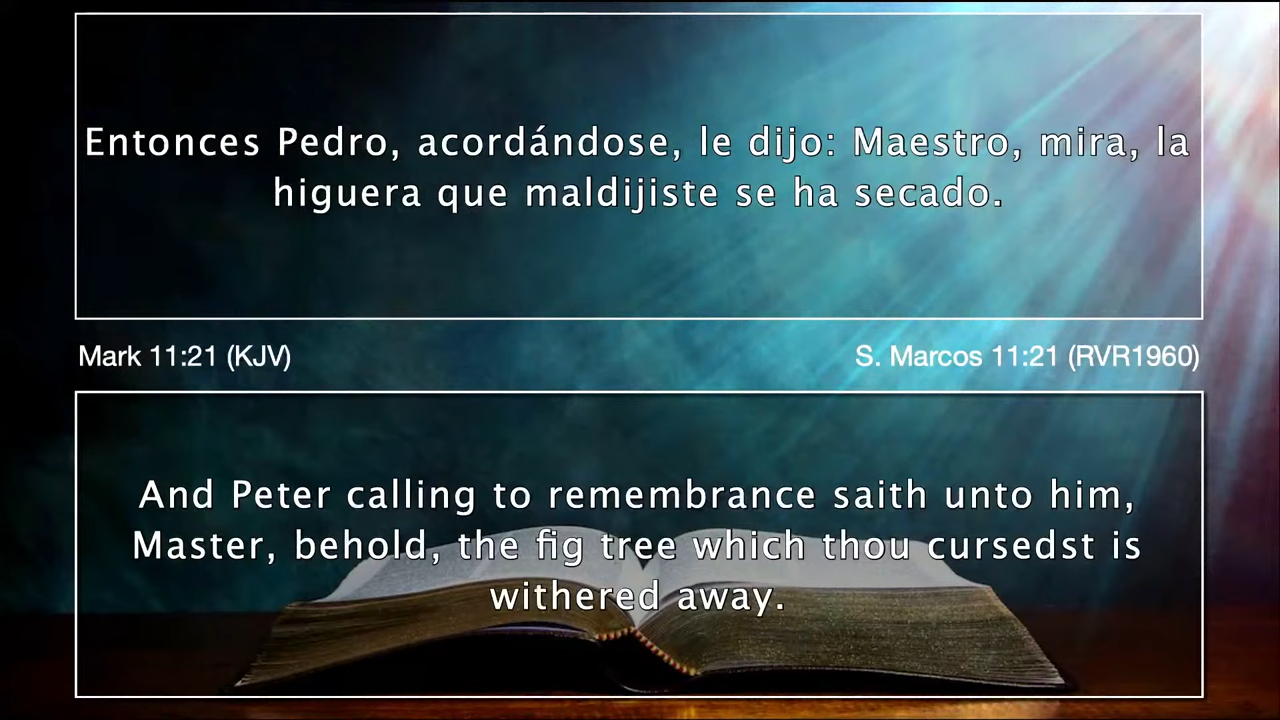 Entonces Pedro, acordándose, le dijo: Maestro, mira, la
higuera que maldijiste se ha secado.
Mark 11:21 (KJV)
S. Marcos 11:21 (RVR1960)
And Peter calling to remembrance saith unto him,
Master, behold, the fig tree which thou cursedst is
withered away.